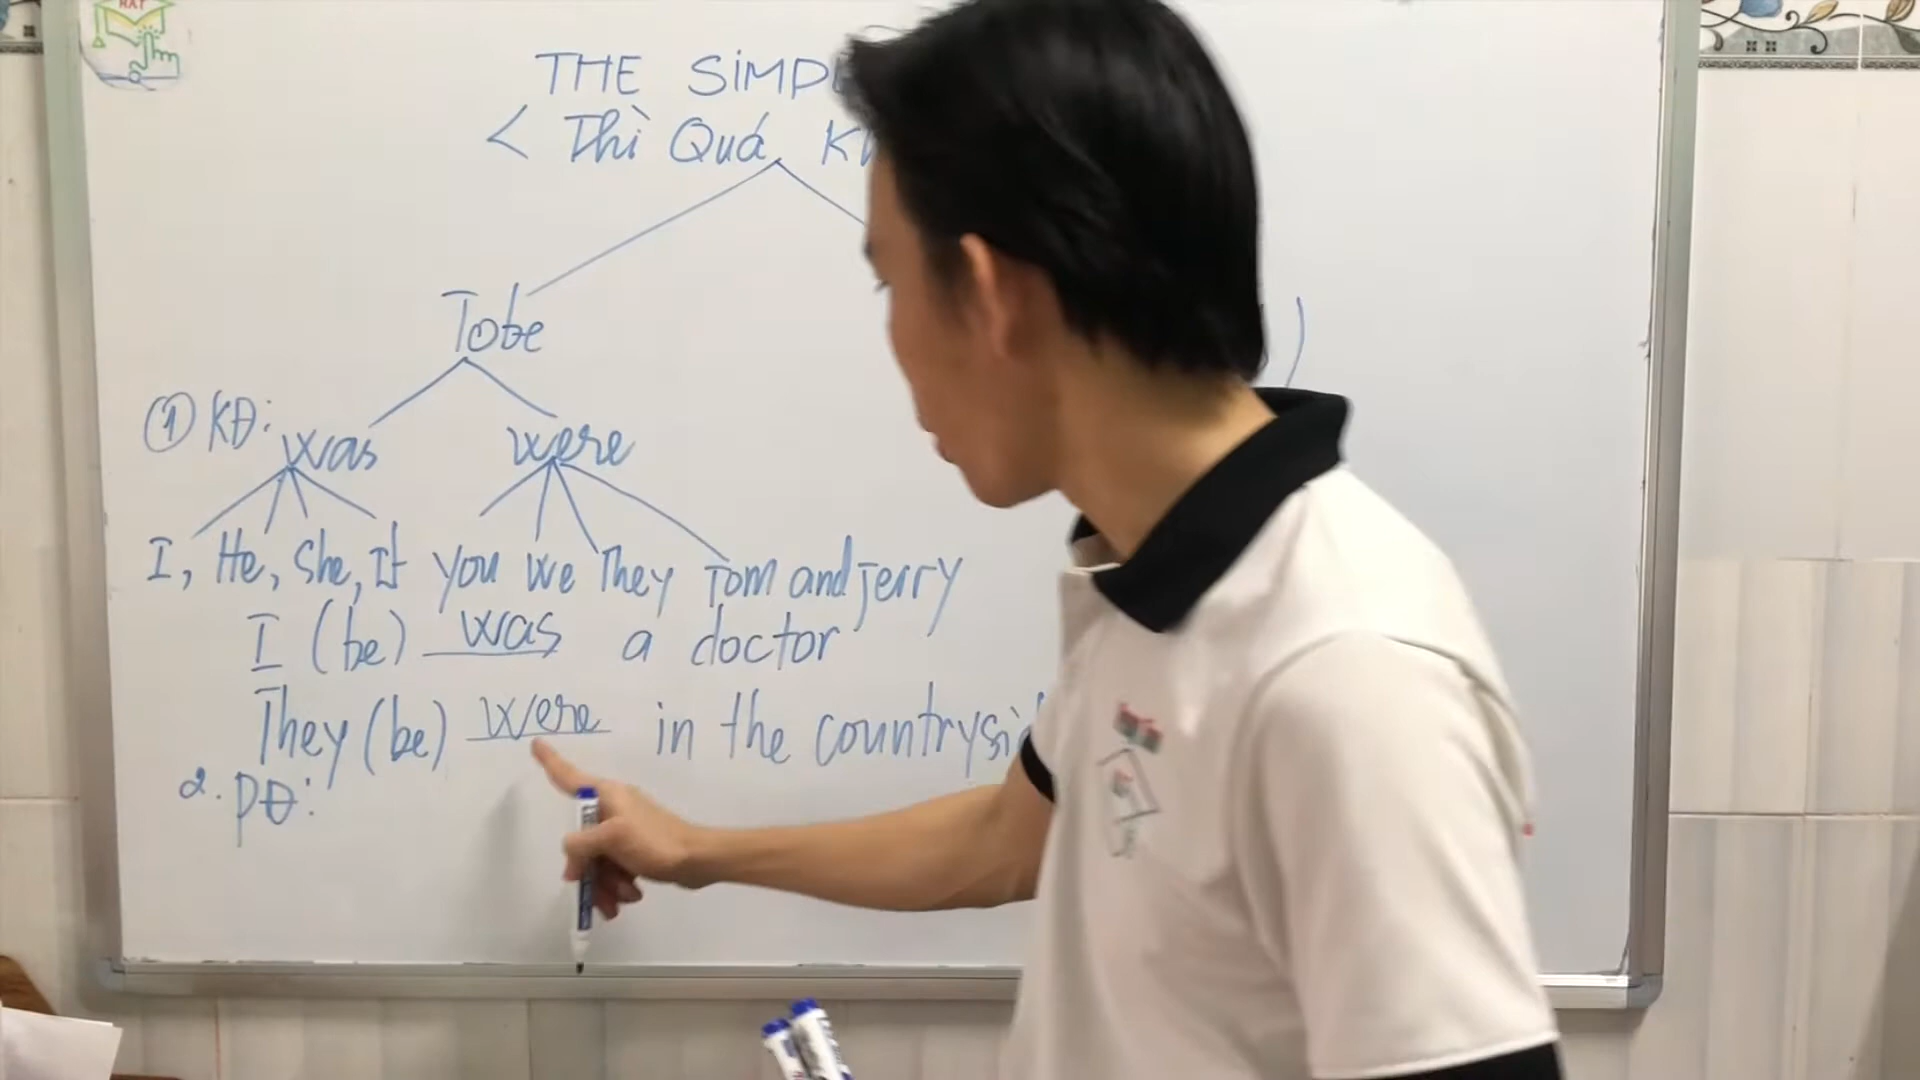 THE SIMP
< Thì Quá K
Tobe
① KĐ:
was were
I, He, She, It you we They Tom and Jerry
I (be) was a doctor
They (be) were in the countrysi
2. PĐ: